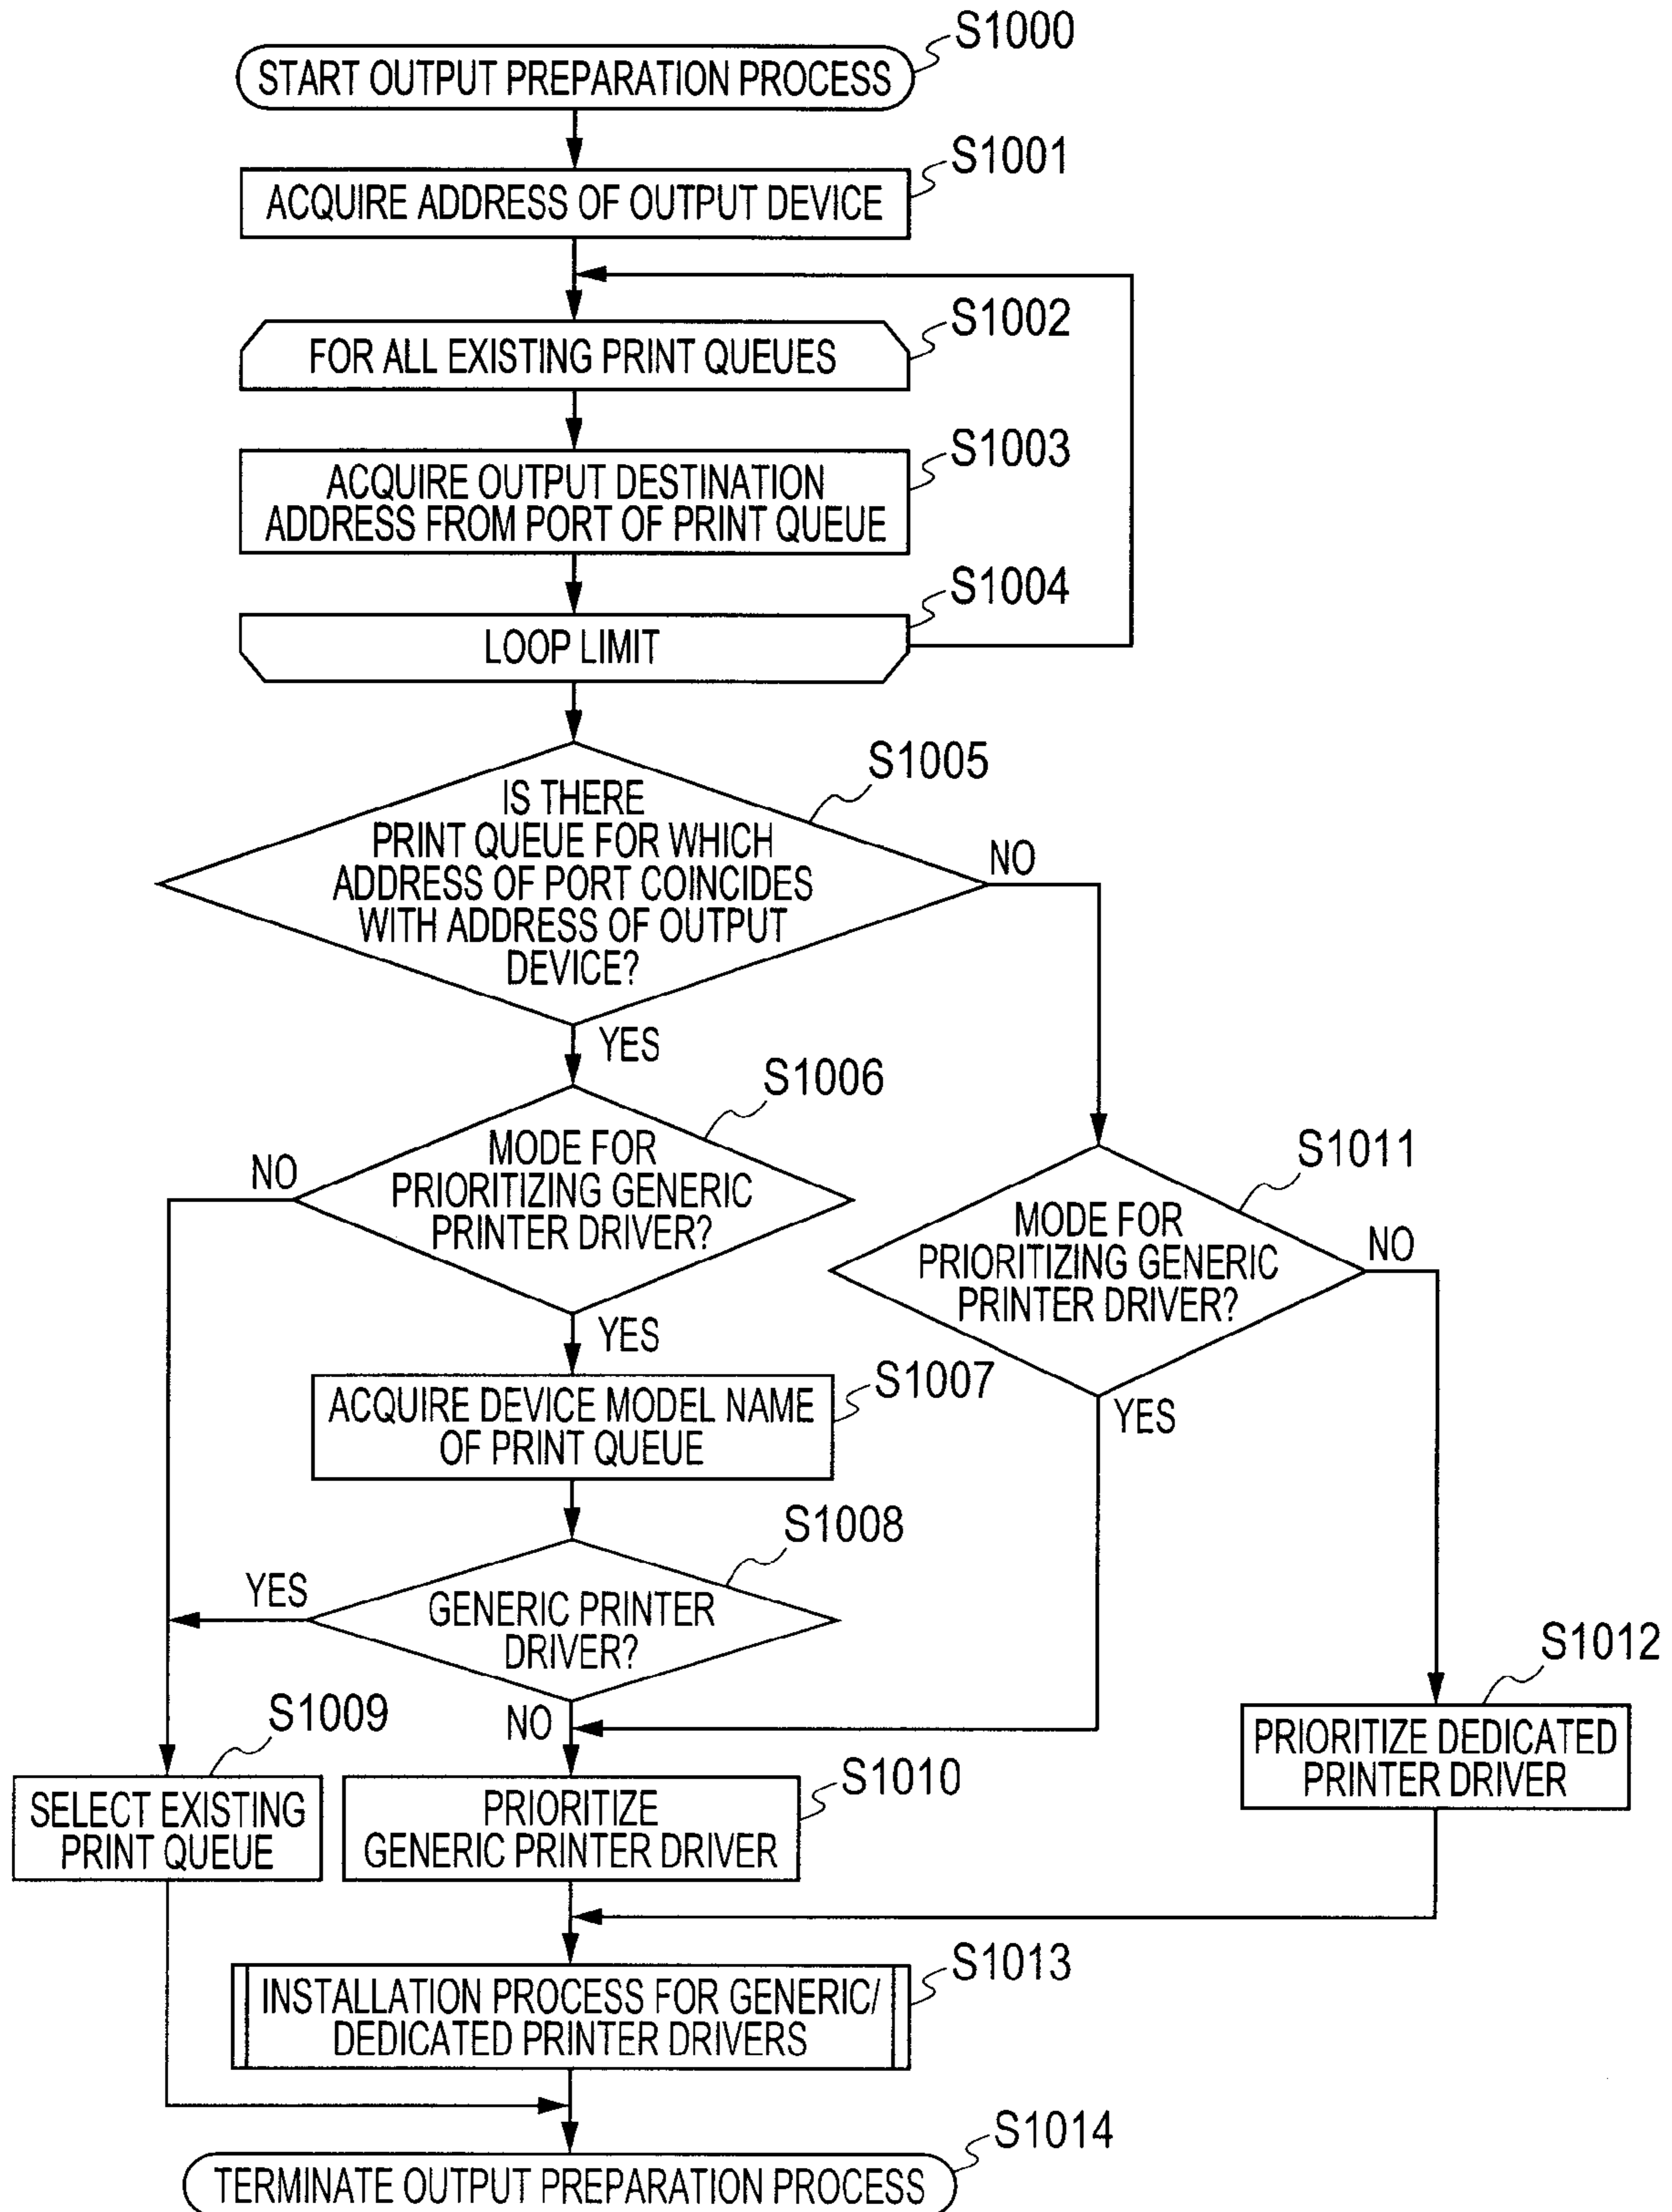 S1000
START OUTPUT PREPARATION PROCESS
S1001
ACQUIRE ADDRESS OF OUTPUT DEVICE
S1002
FOR ALL EXISTING PRINT QUEUES
S1003
ACQUIRE OUTPUT DESTINATION
ADDRESS FROM PORT OF PRINT QUEUE
S1004
LOOP LIMIT
S1005
IS THERE
PRINT QUEUE FOR WHICH
ADDRESS OF PORT COINCIDES
WITH ADDRESS OF OUTPUT
DEVICE?
NO
YES
S1006
MODE FOR
PRIORITIZING GENERIC
PRINTER DRIVER?
NO
YES
S1011
MODE FOR
PRIORITIZING GENERIC
PRINTER DRIVER?
NO
YES
S1007
ACQUIRE DEVICE MODEL NAME
OF PRINT QUEUE
S1008
GENERIC PRINTER
DRIVER?
YES
NO
S1012
PRIORITIZE DEDICATED
PRINTER DRIVER
S1009
SELECT EXISTING
PRINT QUEUE
S1010
PRIORITIZE
GENERIC PRINTER DRIVER
S1013
INSTALLATION PROCESS FOR GENERIC/
DEDICATED PRINTER DRIVERS
S1014
TERMINATE OUTPUT PREPARATION PROCESS